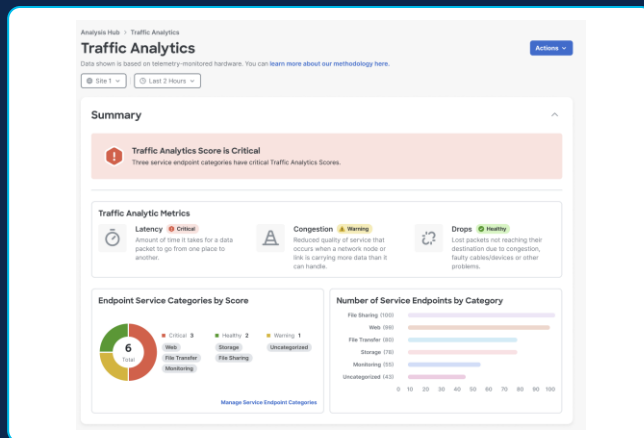 Analysis Hub > Traffic Analytics
Traffic Analytics
Actions
Data shown is based on telemetry-monitored hardware. You can learn more about our methodology here.
Site 1
Last 2 Hours
Summary
Traffic Analytics Score is Critical
Three service endpoint categories have critical Traffic Analytics Scores.
Traffic Analytic Metrics
Latency Critical
Amount of time it takes for a data
packet to go from one place to
another.
Congestion Warning
Reduced quality of service that
occurs when a network node or
link is carrying more data than it
can handle.
Drops Healthy
Lost packets not reaching their
destination due to congestion,
faulty cables/devices or other
problems.
Endpoint Service Categories by Score
6
Total
Critical 3
Web
File Transfer
Monitoring
Healthy 2
Storage
File Sharing
Warning 1
Uncategorized
Manage Service Endpoint Categories
Number of Service Endpoints by Category
File Sharing (100)
Web (99)
File Transfer (80)
Storage (78)
Monitoring (55)
Uncategorized (43)
0 10 20 30 40 50 60 70 80 90 100